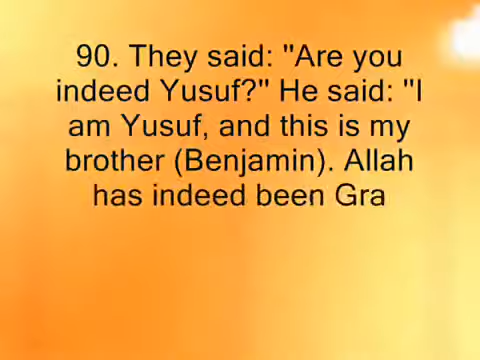 90. They said: "Are you
indeed Yusuf?" He said: "I
am Yusuf, and this is my
brother (Benjamin). Allah
has indeed been Gra